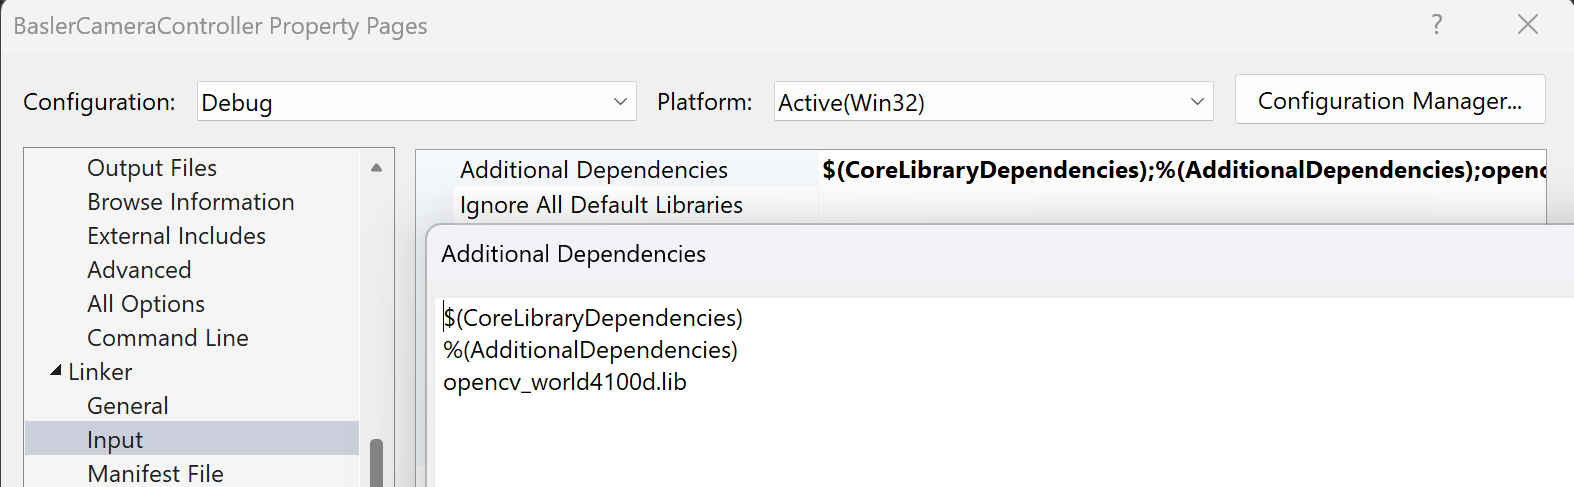 BaslerCameraController Property Pages
?
Configuration: Debug Platform: Active(Win32) Configuration Manager...
Output Files
Browse Information
External Includes
Advanced
All Options
Command Line
Linker
General
Input
Manifest File
Additional Dependencies $(CoreLibraryDependencies);%(AdditionalDependencies);openc
Ignore All Default Libraries
Additional Dependencies
$(CoreLibraryDependencies)
%(AdditionalDependencies)
opencv_world4100d.lib